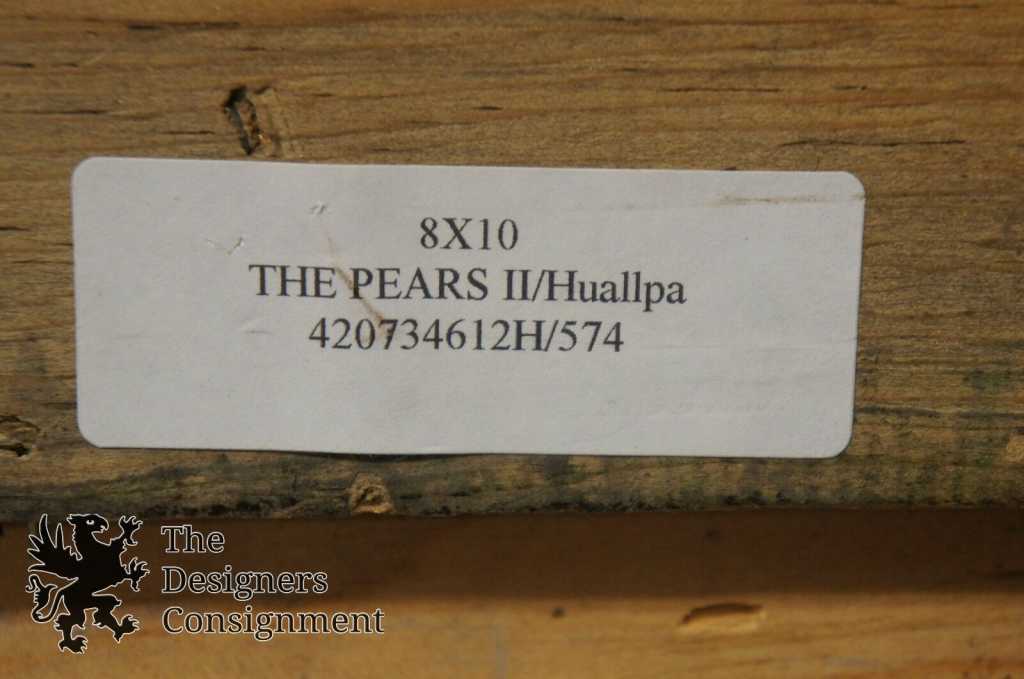 8X10
THE PEARS II/Huallpa
420734612H/574
The
Designers
Consignment